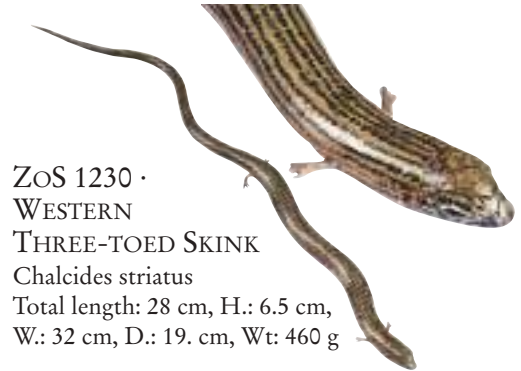 ZoS 1230 ·
Western
Three-toed Skink
Chalcides striatus
Total length: 28 cm, H.: 6.5 cm,
W.: 32 cm, D.: 19. cm, Wt: 460 g